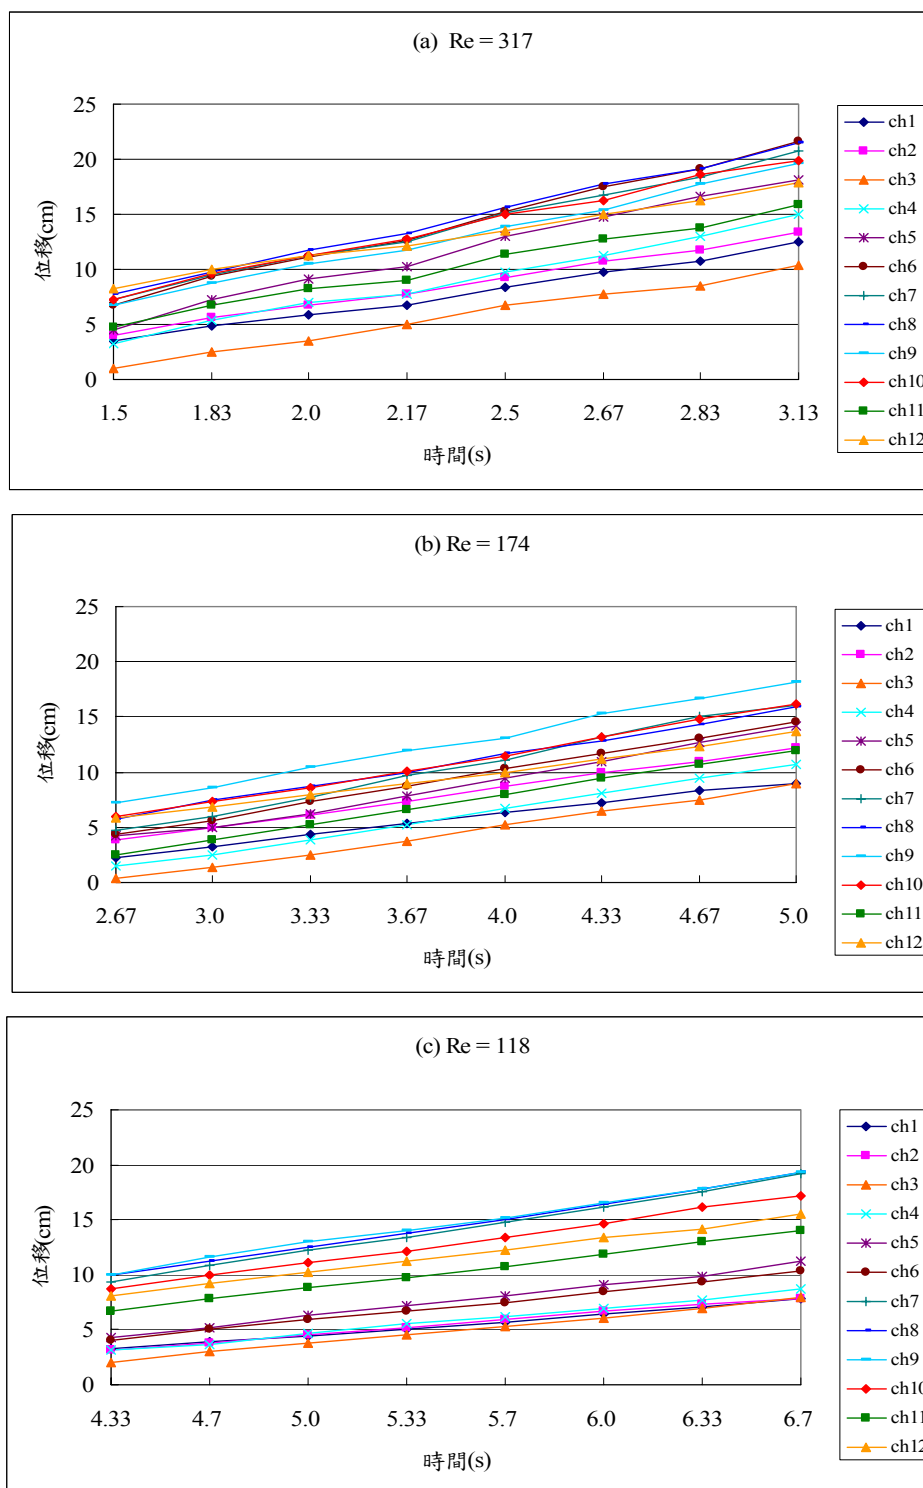 (a) Re = 317
25
20
15
10
5
0
位移(cm)
1.5 1.83 2.0 2.17 2.5 2.67 2.83 3.13
時間(s)
ch1
ch2
ch3
ch4
ch5
ch6
ch7
ch8
ch9
ch10
ch11
ch12
(b) Re = 174
25
20
15
10
5
0
位移(cm)
2.67 3.0 3.33 3.67 4.0 4.33 4.67 5.0
時間(s)
ch1
ch2
ch3
ch4
ch5
ch6
ch7
ch8
ch9
ch10
ch11
ch12
(c) Re = 118
25
20
15
10
5
0
位移(cm)
4.33 4.7 5.0 5.33 5.7 6.0 6.33 6.7
時間(s)
ch1
ch2
ch3
ch4
ch5
ch6
ch7
ch8
ch9
ch10
ch11
ch12